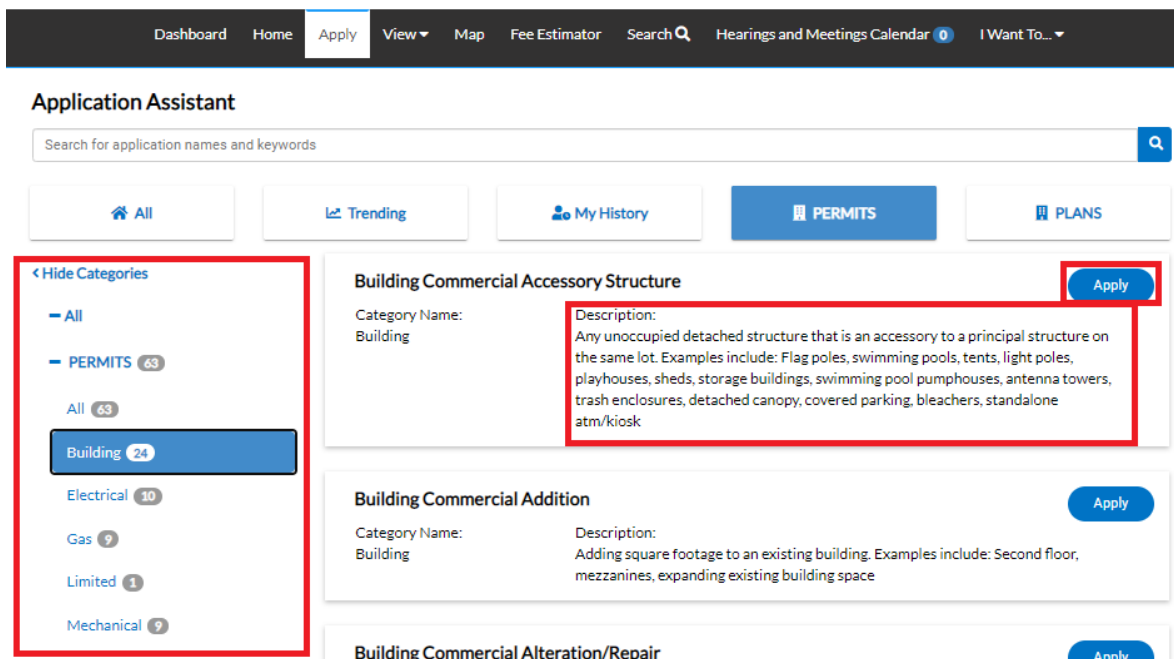 Dashboard Home Apply View Map Fee Estimator Search Hearings and Meetings Calendar 0 I Want To...
Application Assistant
Search for application names and keywords
All Trending My History PERMITS PLANS
Hide Categories
All
PERMITS 63
All 63
Building 24
Electrical 10
Gas 9
Limited 1
Mechanical 9
Building Commercial Accessory Structure
Apply
Category Name:
Building
Description:
Any unoccupied detached structure that is an accessory to a principal structure on
the same lot. Examples include: Flag poles, swimming pools, tents, light poles,
playhouses, sheds, storage buildings, swimming pool pumphouses, antenna towers,
trash enclosures, detached canopy, covered parking, bleachers, standalone
atm/kiosk
Building Commercial Addition
Apply
Category Name:
Building
Description:
Adding square footage to an existing building. Examples include: Second floor,
mezzanines, expanding existing building space
Building Commercial Alteration/Repair
Apply